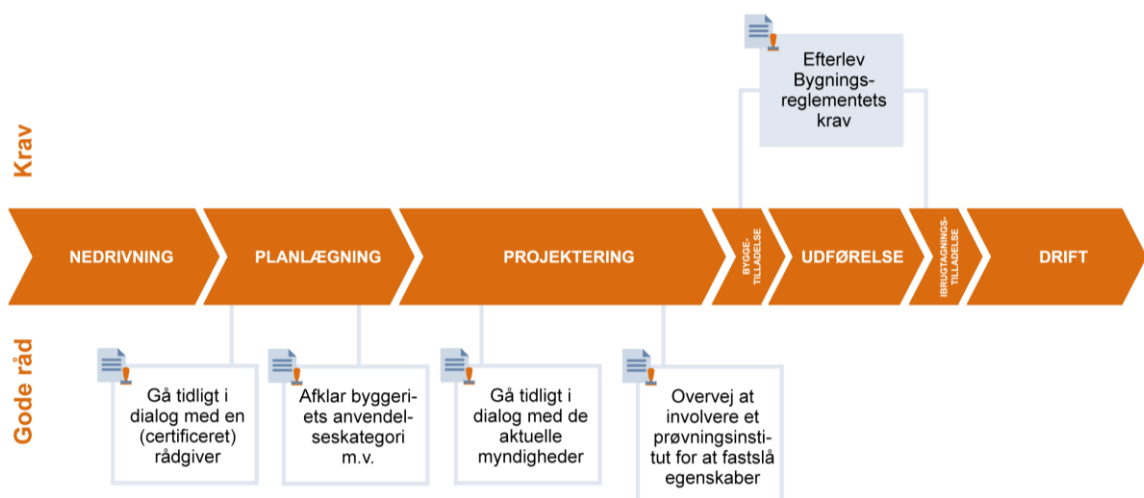 Krav
Efterlev
Bygnings-
reglementets
krav
NEDRIVNING
PLANLÆGNING
PROJEKTERING
BYGGE-
TILLADELSE
UDFØRELSE
IBRUGTAGNINGS-
TILLADELSE
DRIFT
Gode råd
Gå tidligt i
dialog med en
(certificeret)
rådgiver
Afklar byggeri-
ets anvendel-
seskategori
m.v.
Gå tidligt i
dialog med de
aktuelle
myndigheder
Overvej at
involvere et
prøvningsinsti-
tut for at fastslå
egenskaber